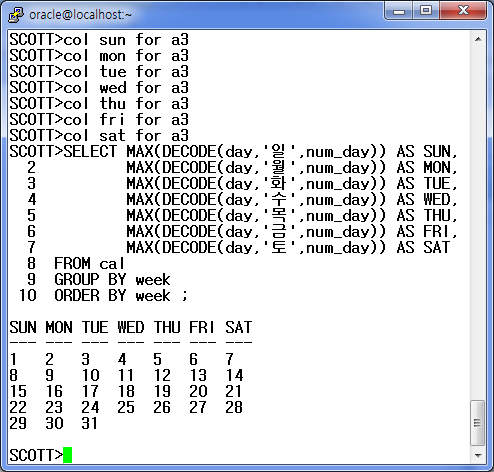 oracle@localhost:~
SCOTT>col sun for a3
SCOTT>col mon for a3
SCOTT>col tue for a3
SCOTT>col wed for a3
SCOTT>col thu for a3
SCOTT>col fri for a3
SCOTT>col sat for a3
SCOTT>SELECT MAX(DECODE(day,'일',num_day)) AS SUN,
  2          MAX(DECODE(day,'월',num_day)) AS MON,
  3          MAX(DECODE(day,'화',num_day)) AS TUE,
  4          MAX(DECODE(day,'수',num_day)) AS WED,
  5          MAX(DECODE(day,'목',num_day)) AS THU,
  6          MAX(DECODE(day,'금',num_day)) AS FRI,
  7          MAX(DECODE(day,'토',num_day)) AS SAT
  8  FROM cal
  9  GROUP BY week
 10  ORDER BY week ;
SUN MON TUE WED THU FRI SAT
--- --- --- --- --- --- ---
1   2   3   4   5   6   7
8   9   10  11  12  13  14
15  16  17  18  19  20  21
22  23  24  25  26  27  28
29  30  31
SCOTT>